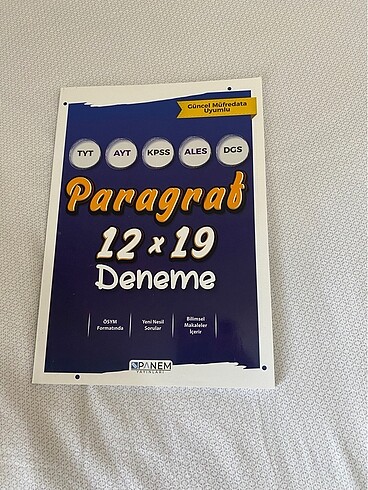 Güncel Müfredata
Uyumlu
TYT
AYT
KPSS
ALES
DGS
Paragraf
12 x 19
Deneme
ÖSYM
Formatında
Yeni Nesil
Sorular
Bilimsel
Makaleler
İçerir
PANEM
YAYINLARI